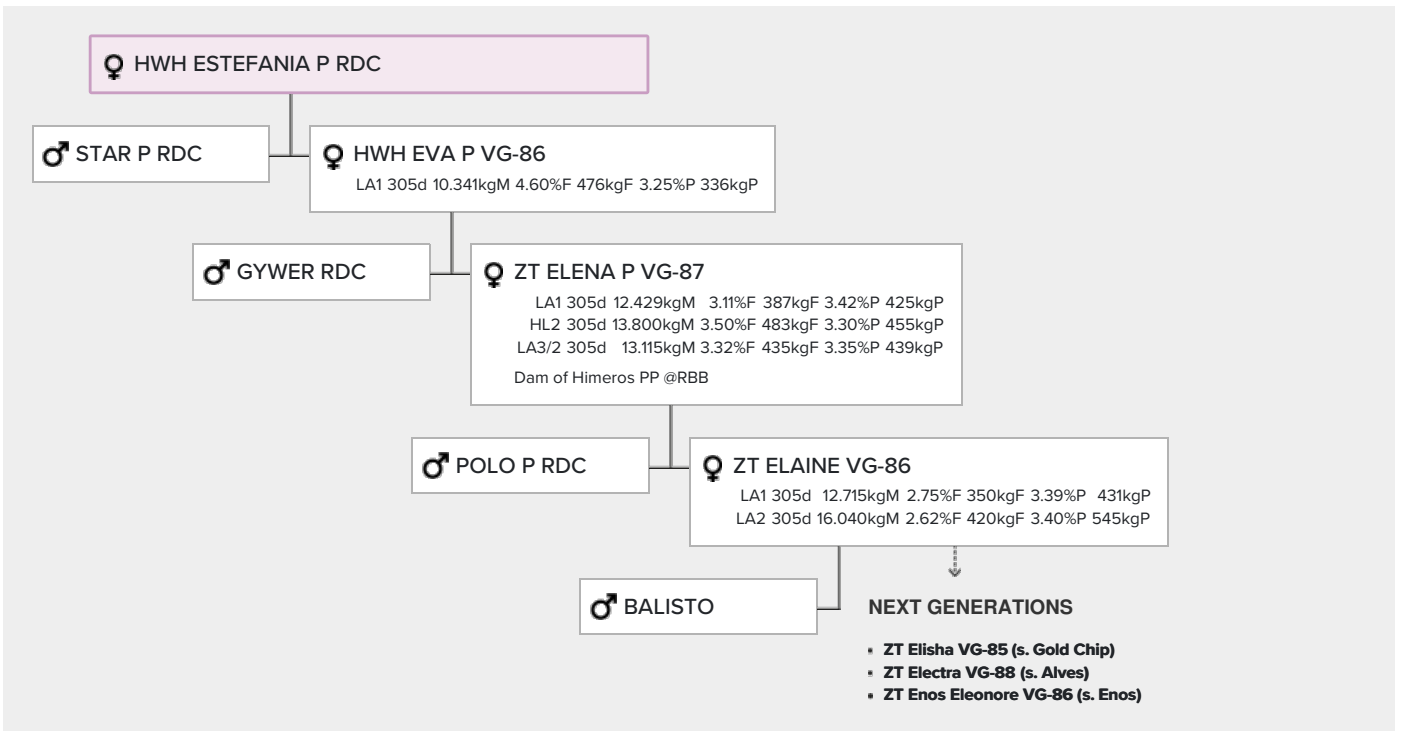 HWH ESTEFANIA P RDC
STAR P RDC
HWH EVA P VG-86
LA1 305d 10.341kgM 4.60%F 476kgF 3.25%P 336kgP
GYWER RDC
ZT ELENA P VG-87
LA1 305d 12.429kgM 3.11%F 387kgF 3.42%P 425kgP
HL2 305d 13.800kgM 3.50%F 483kgF 3.30%P 455kgP
LA3/2 305d 13.115kgM 3.32%F 435kgF 3.35%P 439kgP
Dam of Himeros PP @RBB
POLO P RDC
ZT ELAINE VG-86
LA1 305d 12.715kgM 2.75%F 350kgF 3.39%P 431kgP
LA2 305d 16.040kgM 2.62%F 420kgF 3.40%P 545kgP
BALISTO
NEXT GENERATIONS
▪ ZT Elisha VG-85 (s. Gold Chip)
▪ ZT Electra VG-88 (s. Alves)
▪ ZT Enos Eleonore VG-86 (s. Enos)